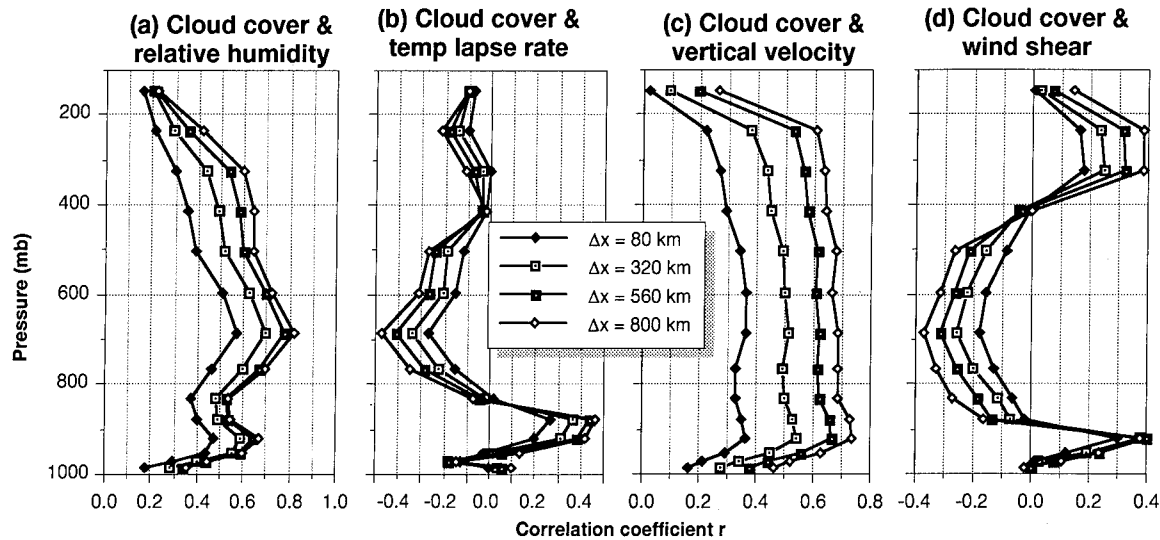 (a) Cloud cover &
relative humidity
(b) Cloud cover &
temp lapse rate
(c) Cloud cover &
vertical velocity
(d) Cloud cover &
wind shear
Pressure (mb)
200
400
600
800
1000
Δx = 80 km
Δx = 320 km
Δx = 560 km
Δx = 800 km
0.0 0.2 0.4 0.6 0.8 1.0
-0.4 -0.2 0.0 0.2 0.4
0.0 0.2 0.4 0.6 0.8
-0.4 -0.2 0.0 0.2 0.4
Correlation coefficient r